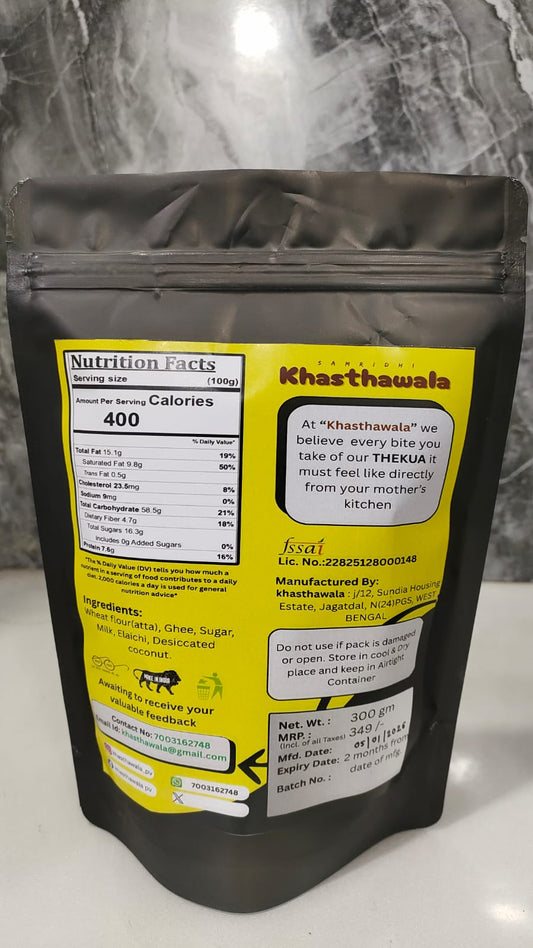 Nutrition Facts
Serving size (100g)
Amount Per Serving Calories
400
% Daily Value*
Total Fat 15.1g 19%
Saturated Fat 9.8g 50%
Trans Fat 0.5g
Cholesterol 23.5mg 8%
Sodium 9mg 0%
Total Carbohydrate 58.5g 21%
Dietary Fiber 4.7g 18%
Total Sugars 16.3g
includes 0g Added Sugars 0%
Protein 7.6g 16%
*The % Daily Value (DV) tells you how much a
nutrient in a serving of food contributes to a daily
diet. 2,000 calories a day is used for general
nutrition advice*
Ingredients:
Wheat flour(atta), Ghee, Sugar,
Milk, Elaichi, Desiccated
coconut.
MAKE IN INDIA
Awaiting to receive your
valuable feedback
Contact No: 7003162748
Email id: khasthawala@gmail.com
khasthawala_pv
khasthawala_pv
7003162748
SAMRIDHI
Khasthawala
At “Khasthawala” we
believe every bite you
take of our THEKUA it
must feel like directly
from your mother’s
kitchen
fssai
Lic. No.:22825128000148
Manufactured By:
khasthawala : j/12, Sundia Housing
Estate, Jagatdal, N(24)PGS, WEST
BENGAL
Do not use if pack is damaged
or open. Store in cool & Dry
place and keep in Airtight
Container
Net. Wt. : 300 gm
MRP. : 349 /-
(Incl. of all Taxes)
Mfd. Date: 05/01/2026
Expiry Date: 2 months from
date of mfg
Batch No. :